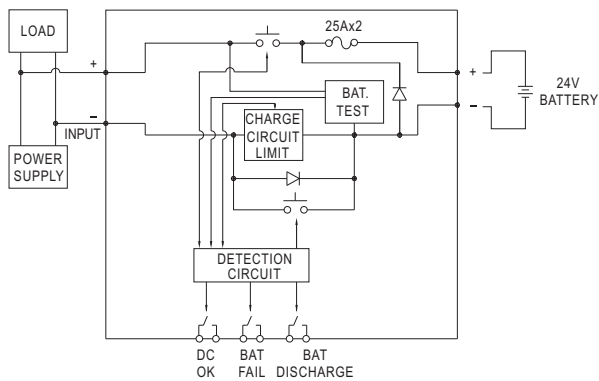 LOAD
25Ax2
+
+
24V
BATTERY
BAT.
TEST
-
-
INPUT
CHARGE
CIRCUIT
LIMIT
POWER
SUPPLY
DETECTION
CIRCUIT
DC
OK
BAT
FAIL
BAT
DISCHARGE